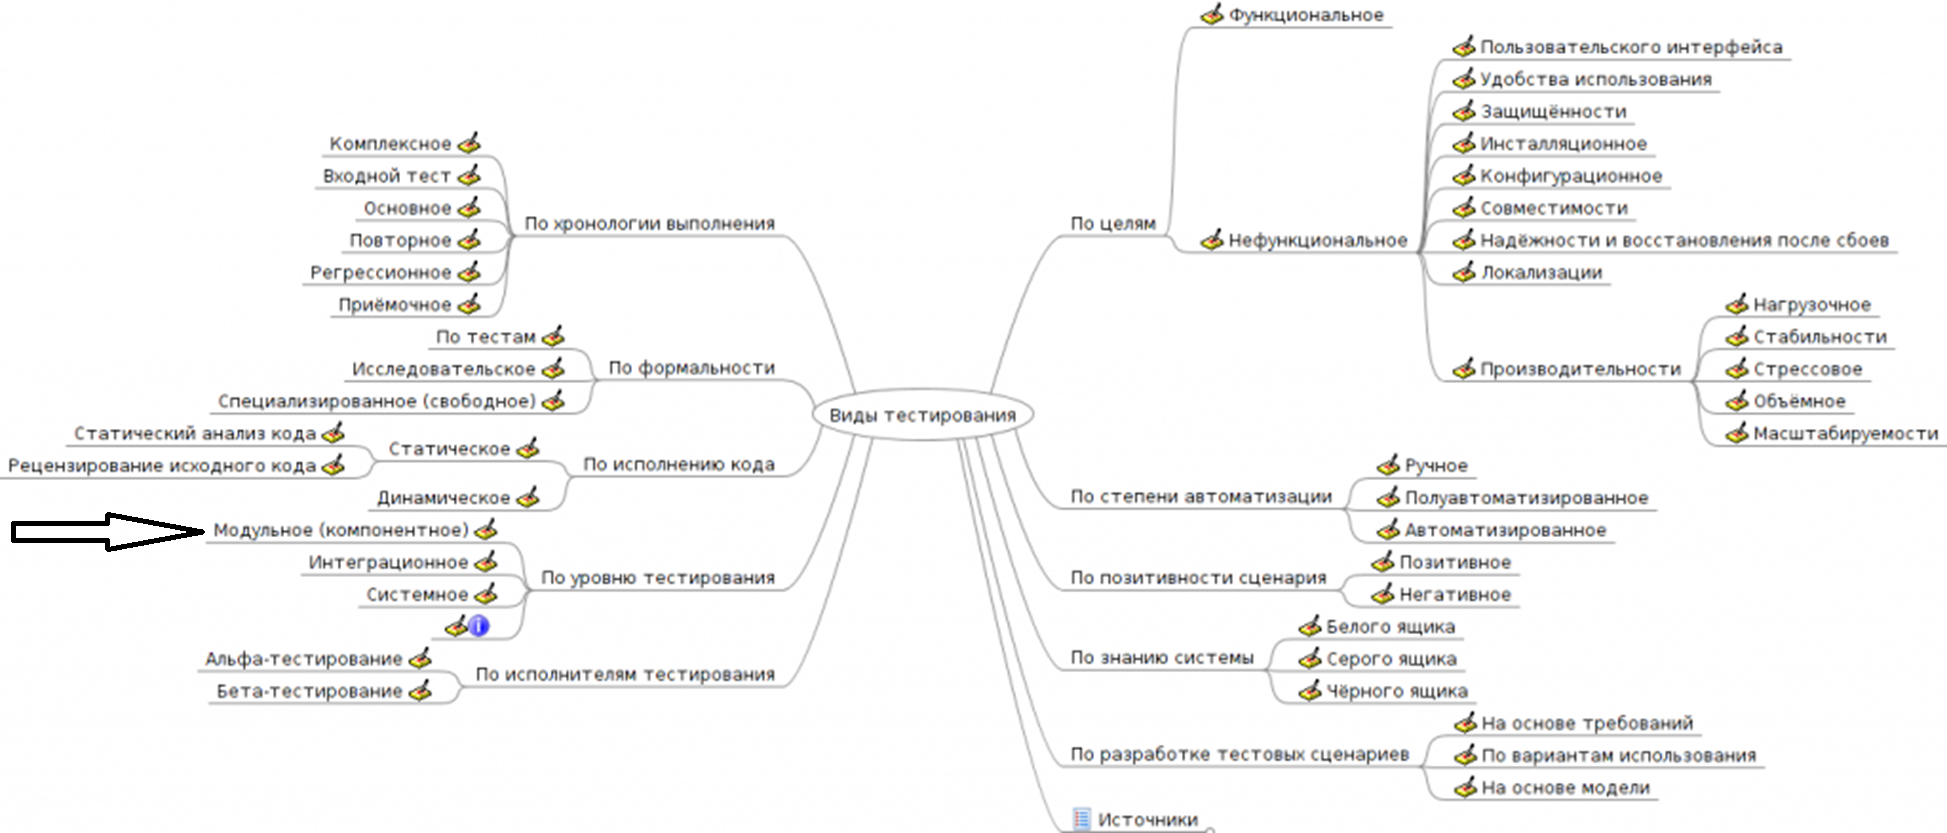 Виды тестирования
По хронологии выполнения
Комплексное
Входной тест
Основное
Повторное
Регрессионное
Приёмочное
По формальности
По тестам
Исследовательское
Специализированное (свободное)
По исполнению кода
Статическое
Статический анализ кода
Рецензирование исходного кода
Динамическое
По уровню тестирования
Модульное (компонентное)
Интеграционное
Системное
i
По исполнителям тестирования
Альфа-тестирование
Бета-тестирование
По целям
Функциональное
Нефункциональное
Пользовательского интерфейса
Удобства использования
Защищённости
Инсталляционное
Конфигурационное
Совместимости
Надёжности и восстановления после сбоев
Локализации
Производительности
Нагрузочное
Стабильности
Стрессовое
Объёмное
Масштабируемости
По степени автоматизации
Ручное
Полуавтоматизированное
Автоматизированное
По позитивности сценария
Позитивное
Негативное
По знанию системы
Белого ящика
Серого ящика
Чёрного ящика
По разработке тестовых сценариев
На основе требований
По вариантам использования
На основе модели
Источники